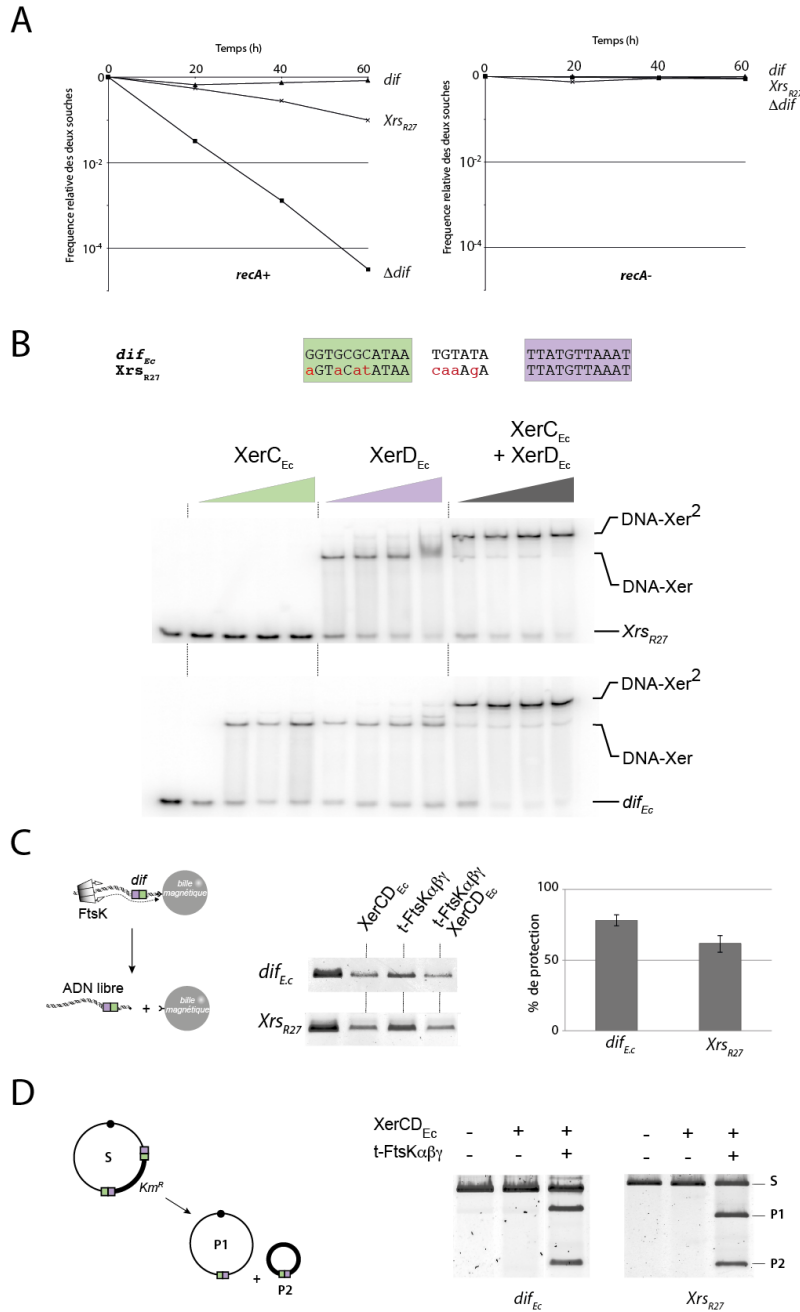 A
Temps (h)
0 20 40 60
0
10-2
10-4
Frequence relative des deux souches
dif
XrsR27
Δdif
recA+
Temps (h)
0 20 40 60
0
10-2
10-4
Frequence relative des deux souches
dif
XrsR27
Δdif
recA-
B
difEc GGTGCGCATAA TGTATA TTATGTTAAAT
XrsR27 aGTaCatATAA caaAgA TTATGTTAAAT
XerCEc
XerDEc
XerCEc
+ XerDEc
DNA-Xer2
DNA-Xer
XrsR27
DNA-Xer2
DNA-Xer
difEc
C
dif
bille
magnétique
FtsK
ADN libre
+
bille
magnétique
XerCDEc
t-FtsKαβγ
t-FtsKαβγ
XerCDEc
difE.c
XrsR27
% de protection
100
50
0
difE.c
XrsR27
D
S
KmR
P1
+
P2
XerCDEc - + + - + +
t-FtsKαβγ - - + - - +
S
P1
P2
difEc
XrsR27